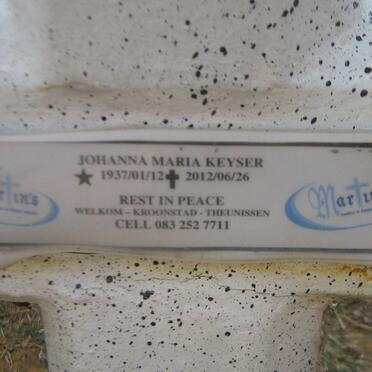 JOHANNA MARIA KEYSER
★ 1937/01/12 ✝ 2012/06/26
REST IN PEACE
WELKOM – KROONSTAD - THEUNISSEN
CELL 083 252 7711
Martin's